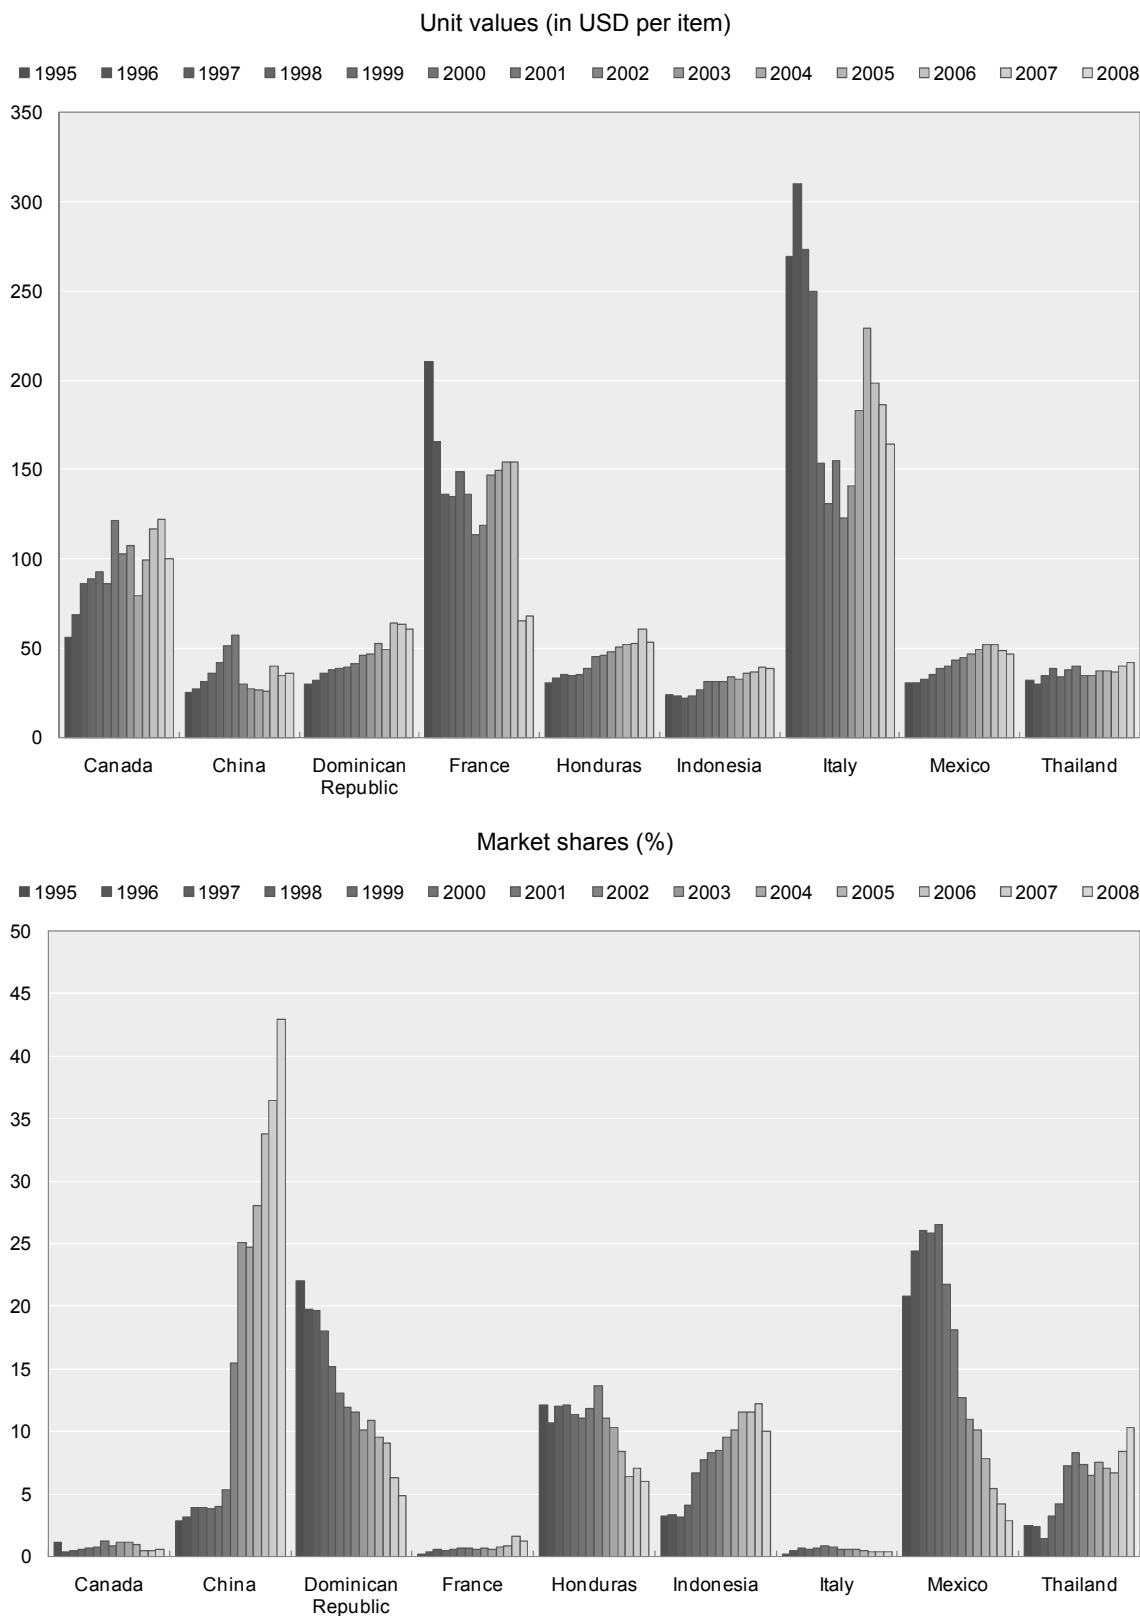 Unit values (in USD per item)
1995 1996 1997 1998 1999 2000 2001 2002 2003 2004 2005 2006 2007 2008
350
300
250
200
150
100
50
0
Canada China Dominican France Honduras Indonesia Italy Mexico Thailand
Republic
Market shares (%)
1995 1996 1997 1998 1999 2000 2001 2002 2003 2004 2005 2006 2007 2008
50
45
40
35
30
25
20
15
10
5
0
Canada China Dominican France Honduras Indonesia Italy Mexico Thailand
Republic